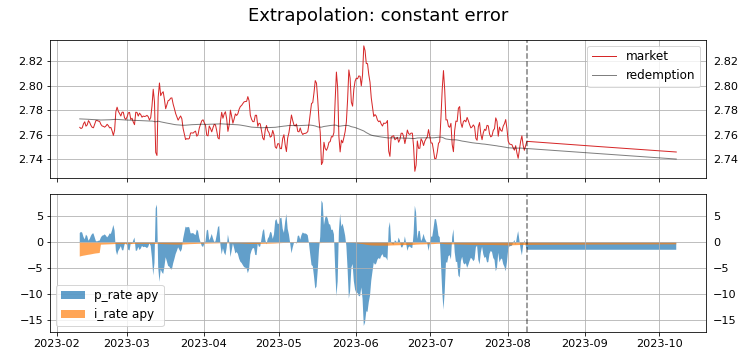 Extrapolation: constant error
2.82 2.82
2.80 2.80
2.78 2.78
2.76 2.76
2.74 2.74
market
redemption
5 5
0 0
−5 −5
−10 −10
−15 −15
p_rate apy
i_rate apy
2023-02 2023-03 2023-04 2023-05 2023-06 2023-07 2023-08 2023-09 2023-10